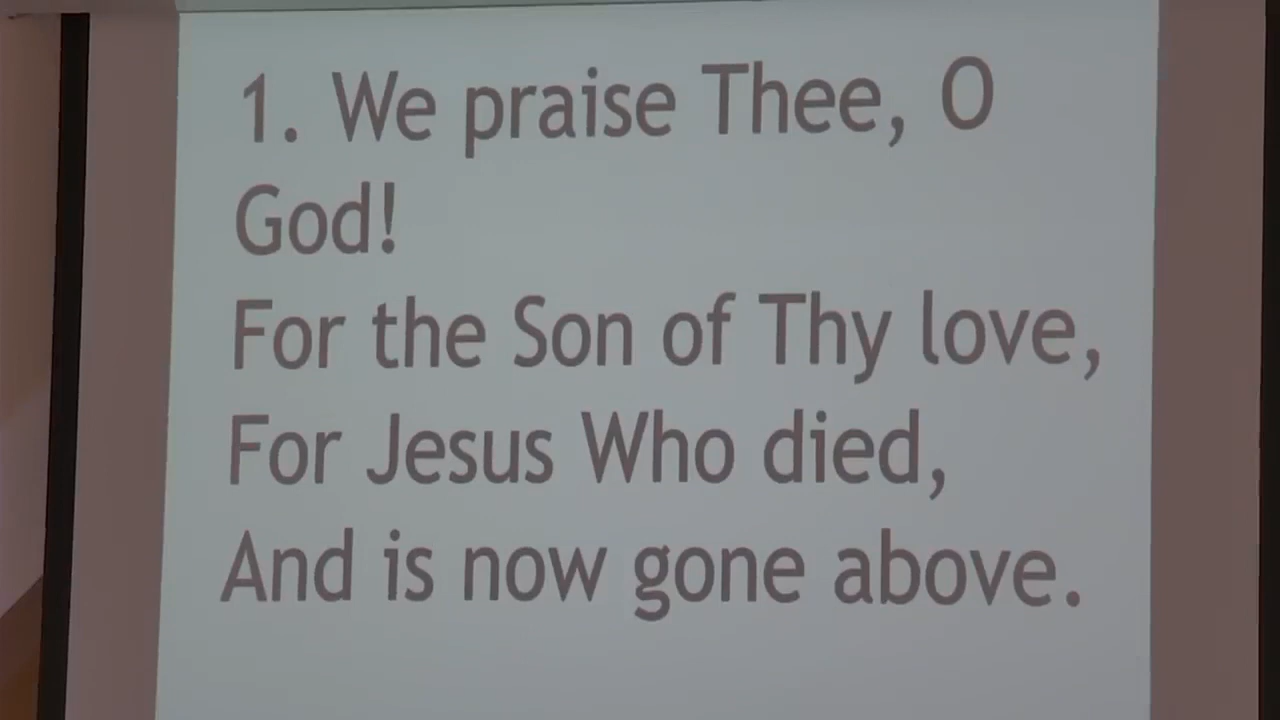 1. We praise Thee, O
God!
For the Son of Thy love,
For Jesus Who died,
And is now gone above.